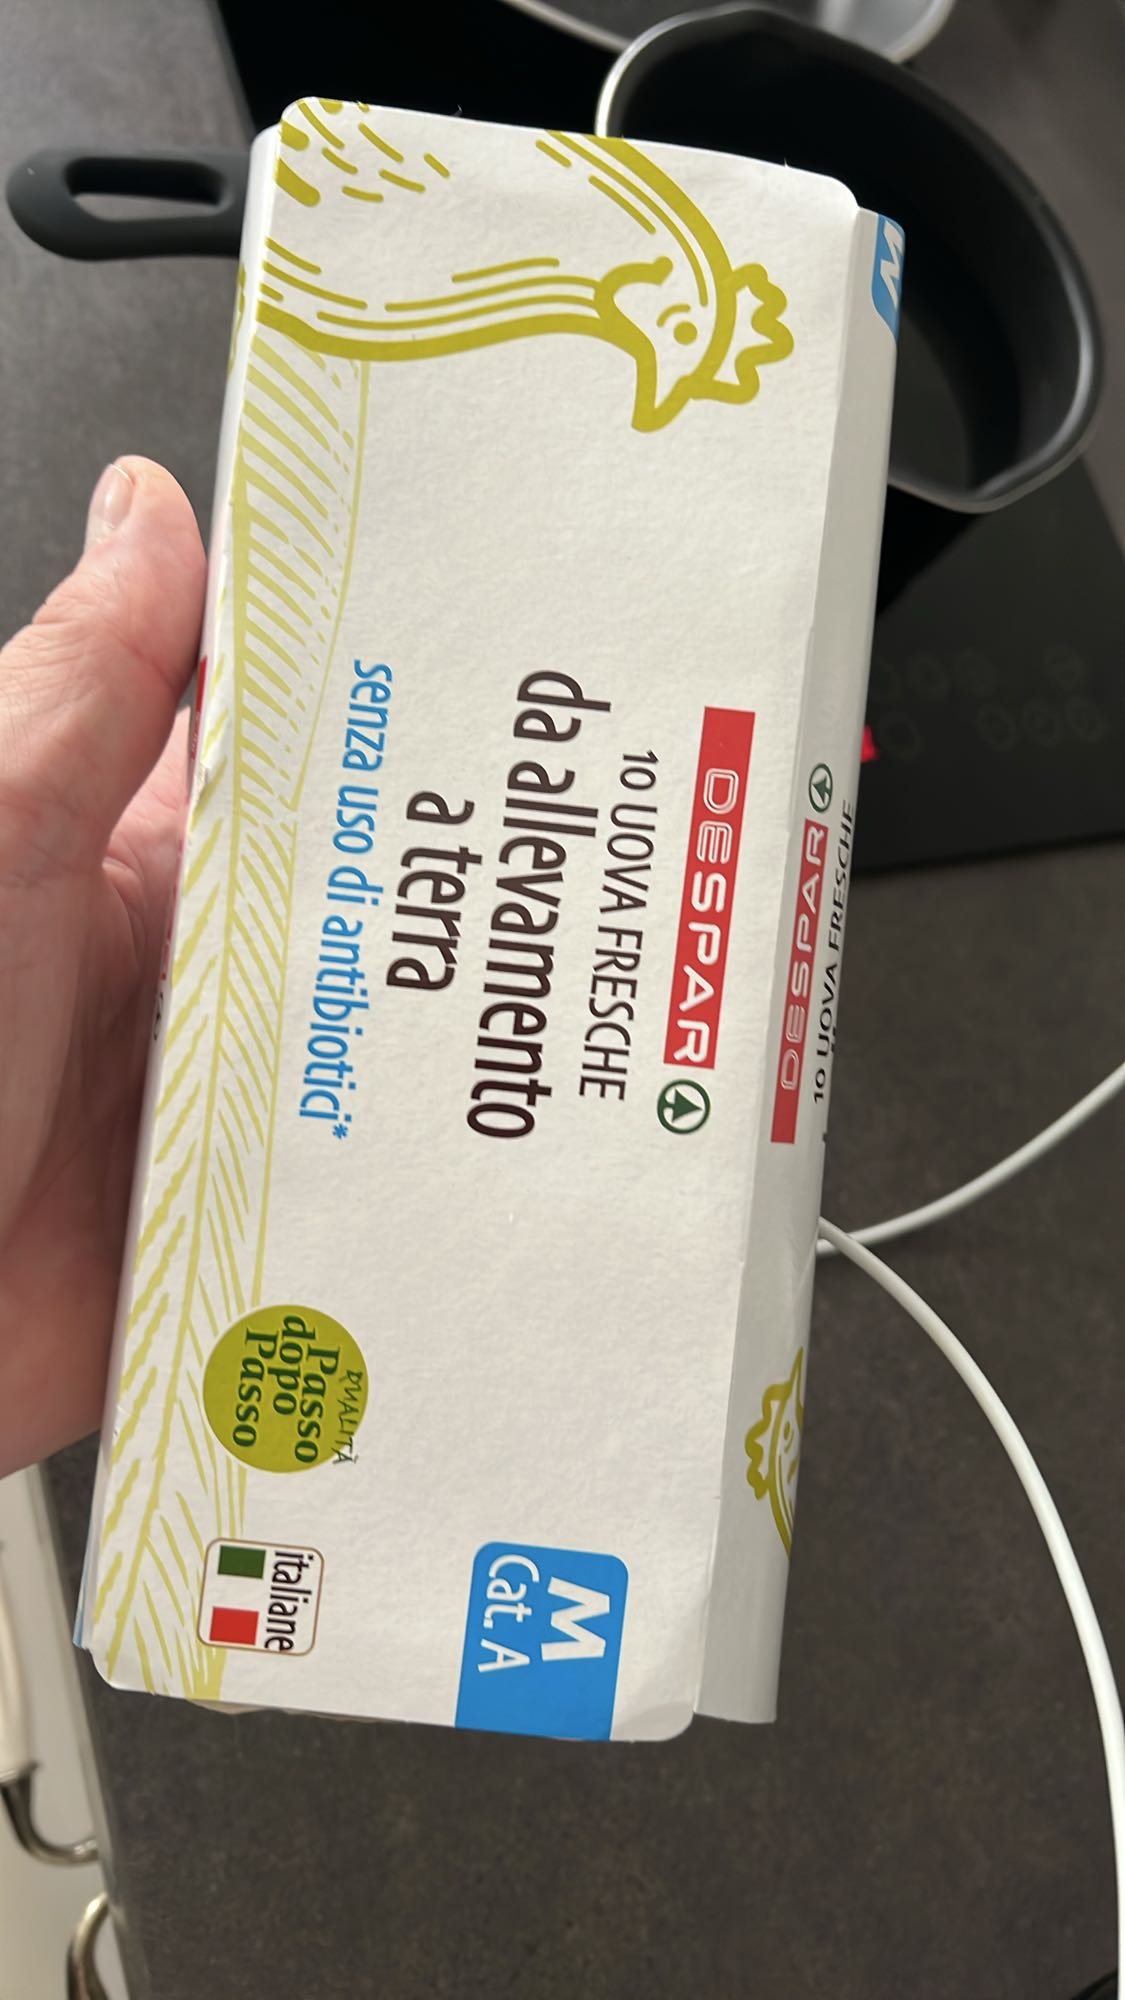 DESPAR
10 UOVA FRESCHE
da allevamento
a terra
senza uso di antibiotici*
QUALITÀ
Passo
dopo
Passo
italiane
M
Cat. A
DESPAR
10 UOVA FRESCHE
M